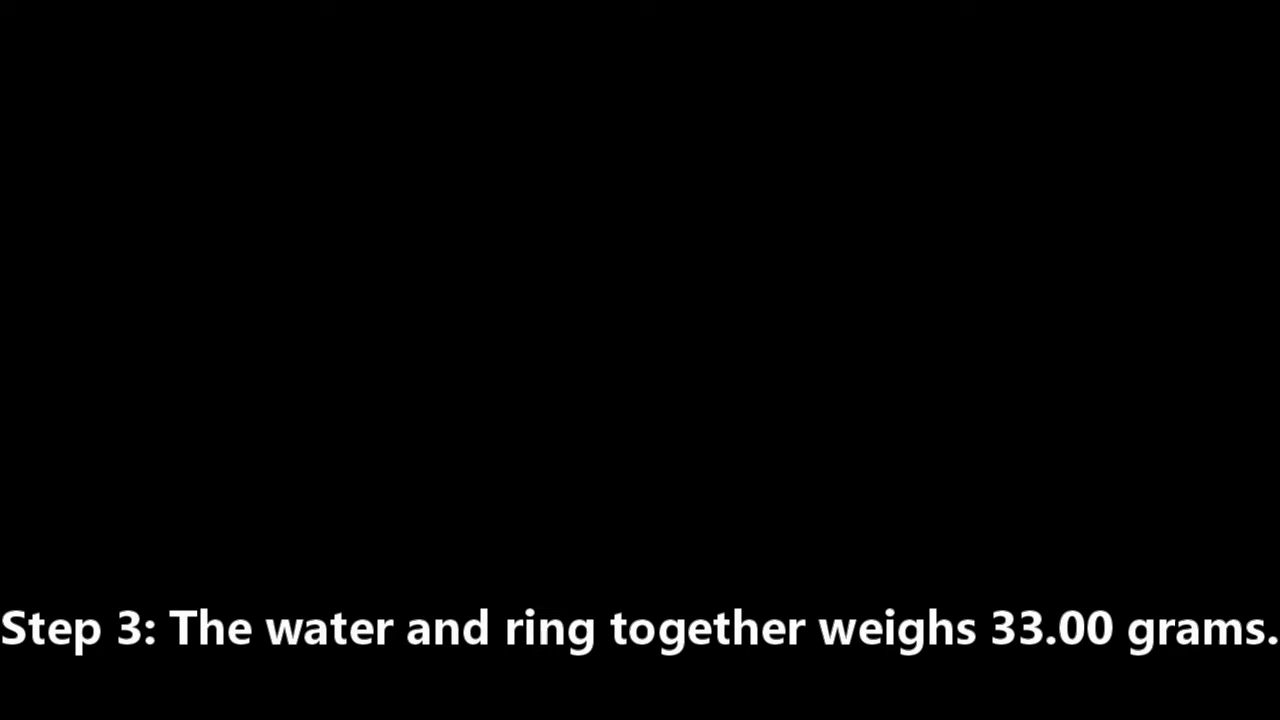 Step 3: The water and ring together weighs 33.00 grams.